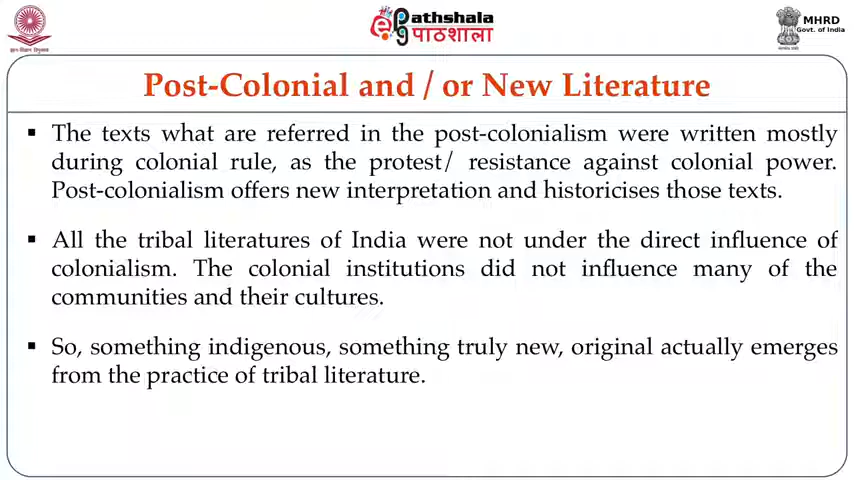 ePathshala
पाठशाला
MHRD
Govt. of India
Post-Colonial and / or New Literature
▪ The texts what are referred in the post-colonialism were written mostly
during colonial rule, as the protest/ resistance against colonial power.
Post-colonialism offers new interpretation and historicises those texts.
▪ All the tribal literatures of India were not under the direct influence of
colonialism. The colonial institutions did not influence many of the
communities and their cultures.
▪ So, something indigenous, something truly new, original actually emerges
from the practice of tribal literature.